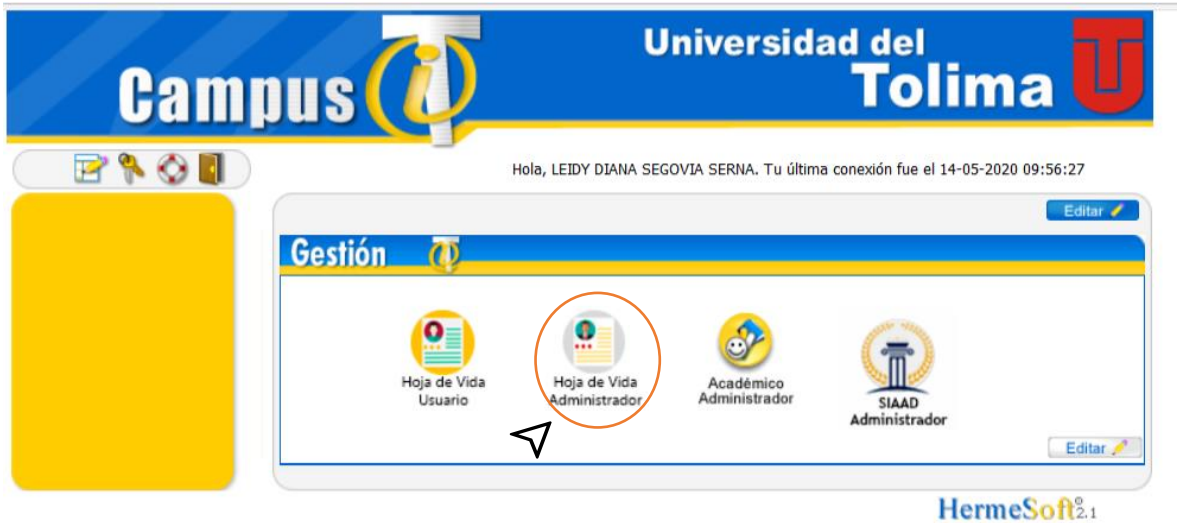 Campus iT
Universidad del
Tolima
Hola, LEIDY DIANA SEGOVIA SERNA. Tu última conexión fue el 14-05-2020 09:56:27
Editar
Gestión iT
Hoja de Vida
Usuario
Hoja de Vida
Administrador
Académico
Administrador
SIAAD
Administrador
Editar
HermeSoft® 2.1